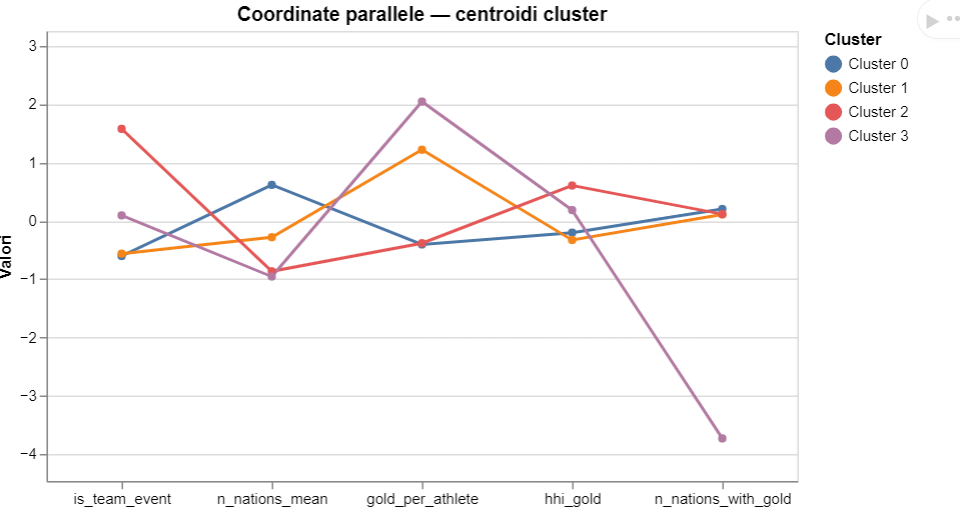 Coordinate parallele — centroidi cluster
Valori
3
2
1
0
−1
−2
−3
−4
is_team_event
n_nations_mean
gold_per_athlete
hhi_gold
n_nations_with_gold
Cluster
Cluster 0
Cluster 1
Cluster 2
Cluster 3